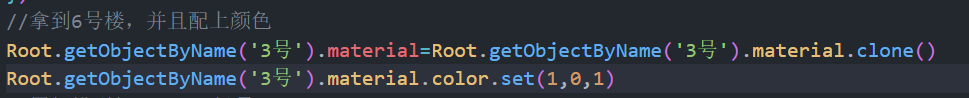 //拿到6号楼，并且配上颜色
Root.getObjectByName('3号').material=Root.getObjectByName('3号').material.clone()
Root.getObjectByName('3号').material.color.set(1,0,1)